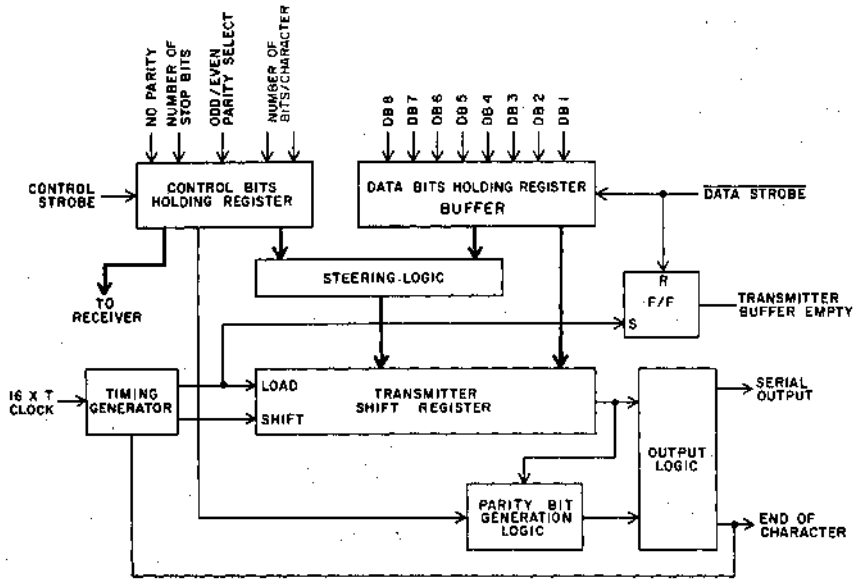 NO PARITY
NUMBER OF
STOP BITS
ODD/EVEN
PARITY SELECT
NUMBER OF
BITS/CHARACTER
DB8
DB7
DB6
DB5
DB4
DB3
DB2
DB1
CONTROL
STROBE
CONTROL BITS
HOLDING REGISTER
DATA BITS HOLDING REGISTER
BUFFER
DATA STROBE
STEERING LOGIC
TO
RECEIVER
R
F/F
S
TRANSMITTER
BUFFER EMPTY
16 X T
CLOCK
TIMING
GENERATOR
LOAD
SHIFT
TRANSMITTER
SHIFT REGISTER
SERIAL
OUTPUT
OUTPUT
LOGIC
PARITY BIT
GENERATION
LOGIC
END OF
CHARACTER